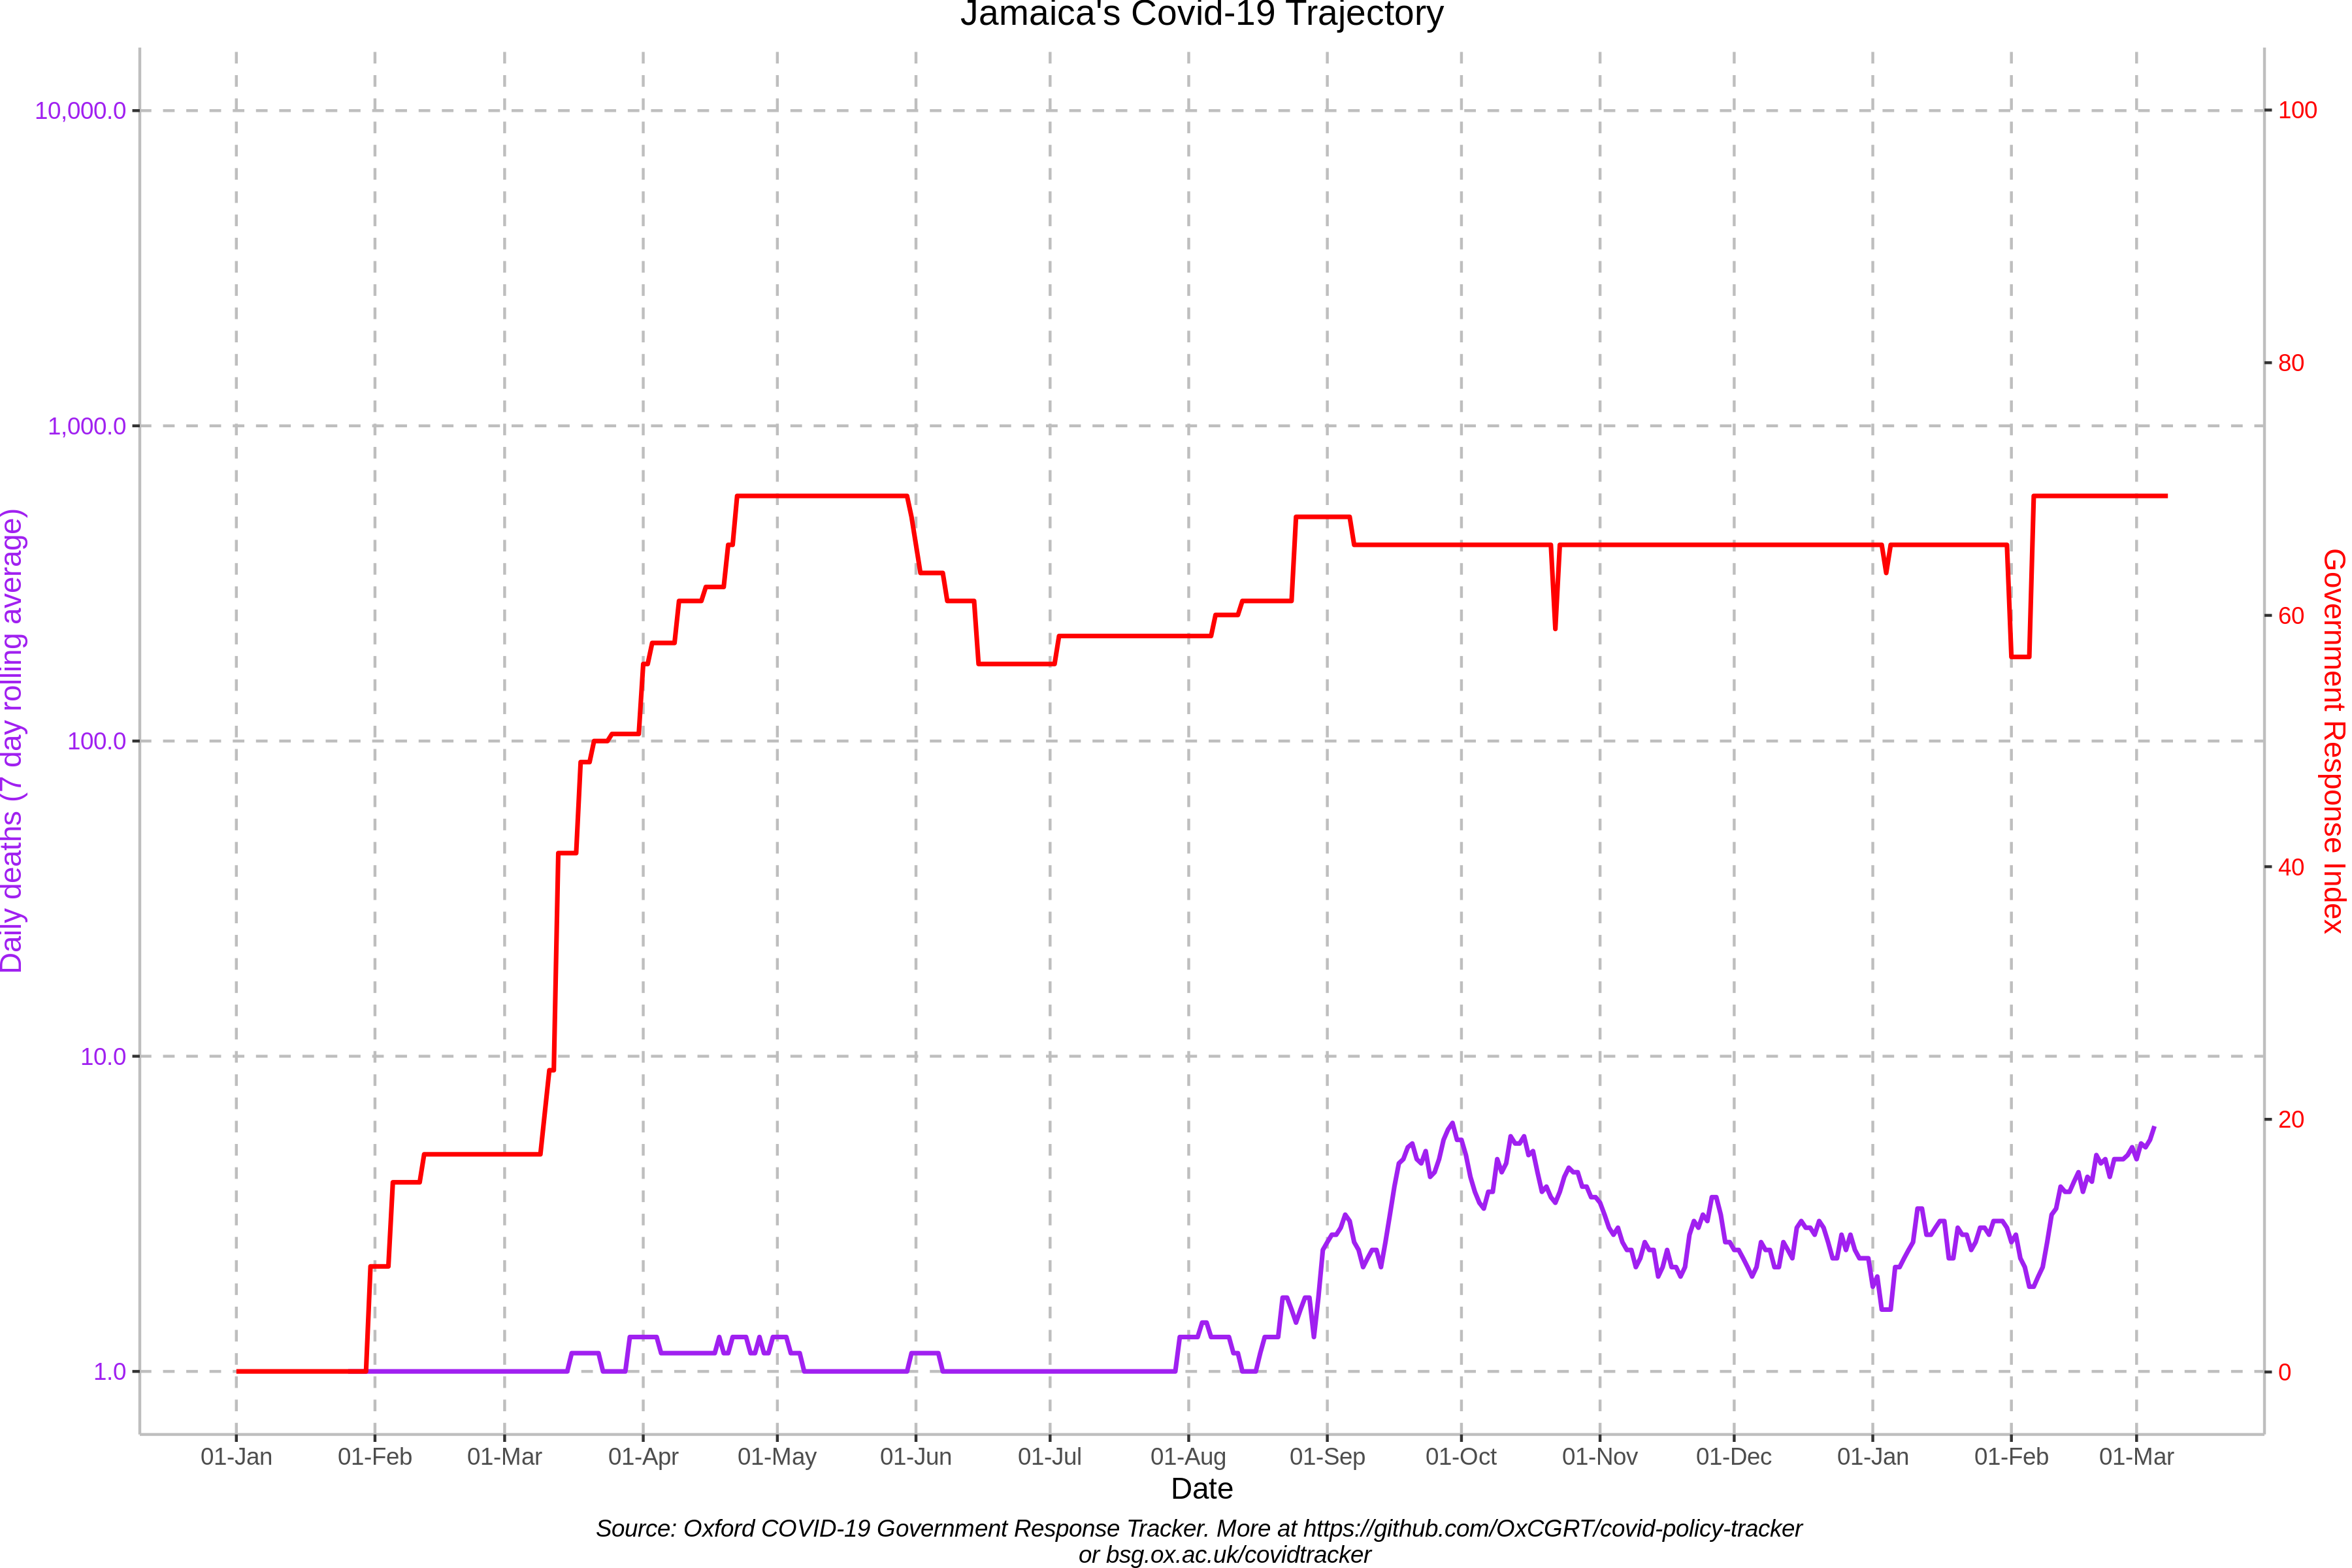 Jamaica's Covid-19 Trajectory
Daily deaths (7 day rolling average)
10,000.0
1,000.0
100.0
10.0
1.0
100
80
60
40
20
0
Government Response Index
01-Jan 01-Feb 01-Mar 01-Apr 01-May 01-Jun 01-Jul 01-Aug 01-Sep 01-Oct 01-Nov 01-Dec 01-Jan 01-Feb 01-Mar
Date
Source: Oxford COVID-19 Government Response Tracker. More at https://github.com/OxCGRT/covid-policy-tracker
or bsg.ox.ac.uk/covidtracker